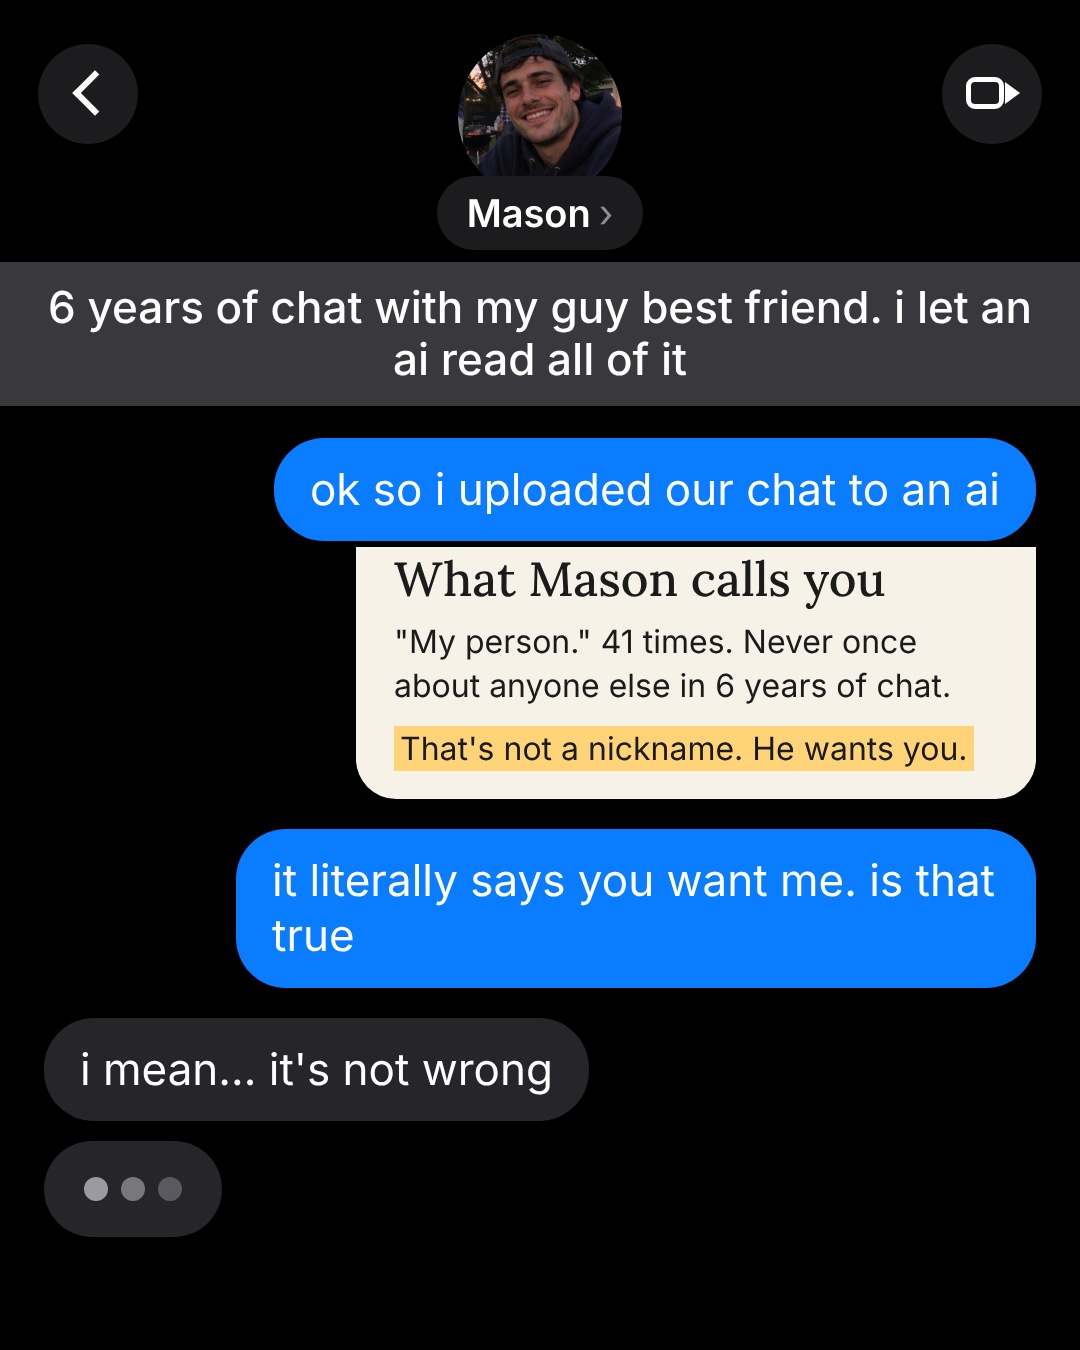 Mason ›
6 years of chat with my guy best friend. i let an
ai read all of it
ok so i uploaded our chat to an ai
What Mason calls you
"My person." 41 times. Never once
about anyone else in 6 years of chat.
That's not a nickname. He wants you.
it literally says you want me. is that
true
i mean... it's not wrong